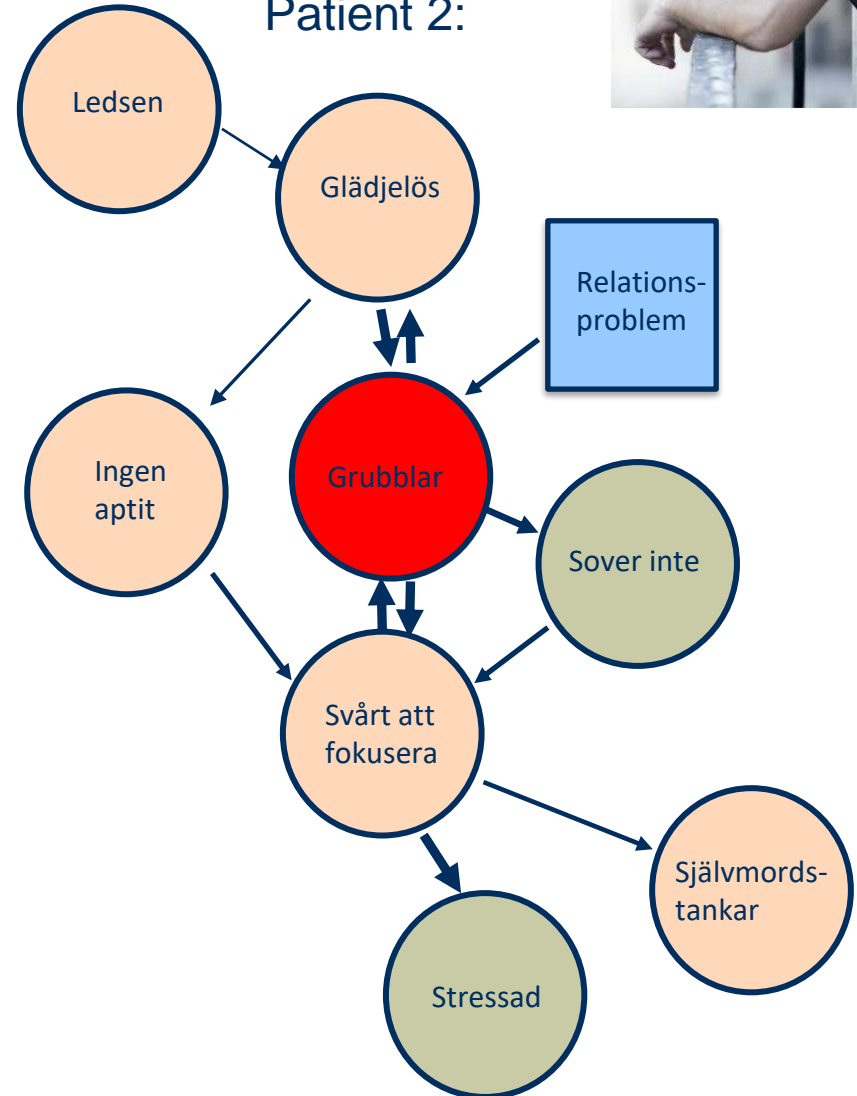 Patient 2:
Ledsen
Glädjelös
Relations-
problem
Ingen
aptit
Grubblar
Sover inte
Svårt att
fokusera
Självmords-
tankar
Stressad